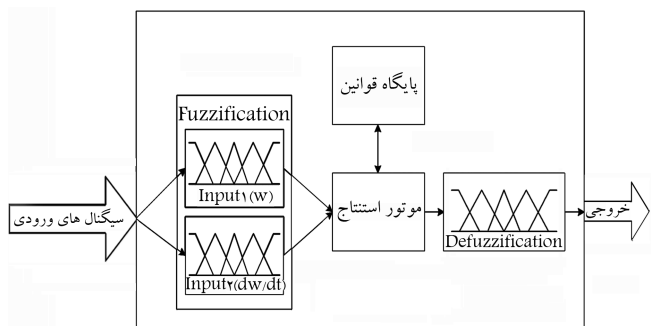 پایگاه قوانین
Fuzzification
Input۱(w)
سیگنال های ورودی
موتور استنتاج
خروجی
Defuzzification
Input۲(dw/dt)